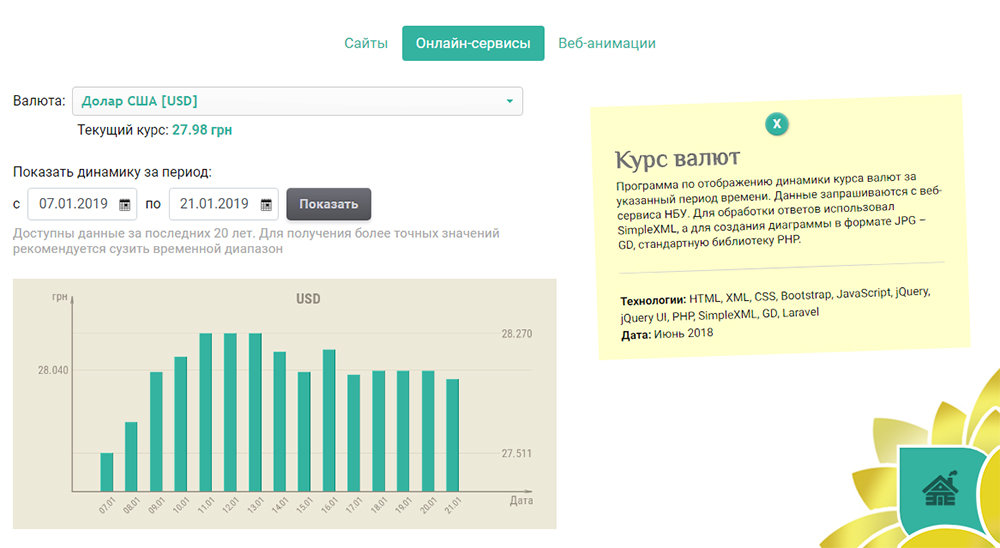 Сайты Онлайн-сервисы Веб-анимации
Валюта: Долар США [USD]
Текущий курс: 27.98 грн
Показать динамику за период:
с 07.01.2019 по 21.01.2019 Показать
Доступны данные за последних 20 лет. Для получения более точных значений
рекомендуется сузить временной диапазон
грн
USD
28.270
28.040
27.511
Дата
07.01 08.01 09.01 10.01 11.01 12.01 13.01 14.01 15.01 16.01 17.01 18.01 19.01 20.01 21.01
X
Курс валют
Программа по отображению динамики курса валют за
указанный период времени. Данные запрашиваются с веб-
сервиса НБУ. Для обработки ответов использовал
SimpleXML, а для создания диаграммы в формате JPG –
GD, стандартную библиотеку PHP.
Технологии: HTML, XML, CSS, Bootstrap, JavaScript, jQuery,
jQuery UI, PHP, SimpleXML, GD, Laravel
Дата: Июнь 2018